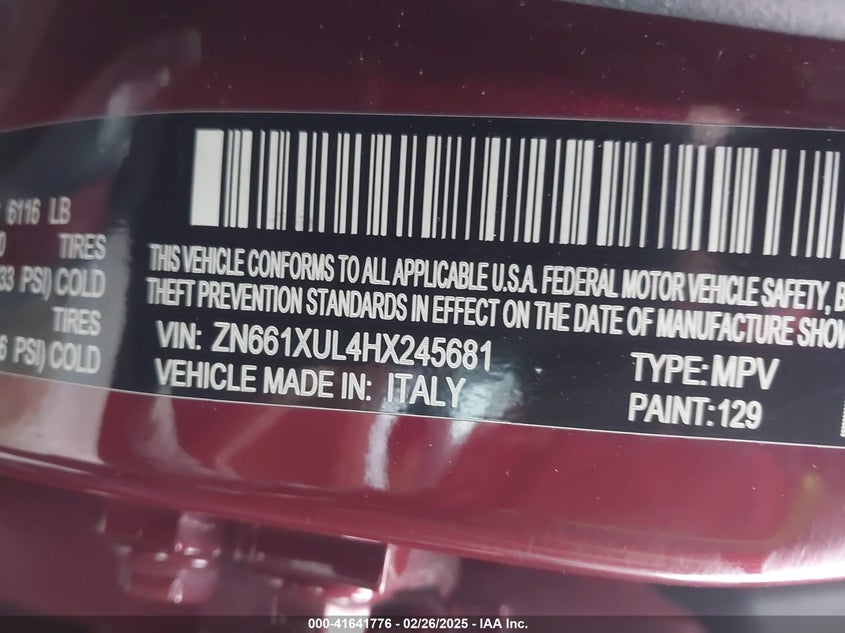 6116 LB
TIRES
33 PSI) COLD
TIRES
PSI) COLD
THIS VEHICLE CONFORMS TO ALL APPLICABLE U.S.A. FEDERAL MOTOR VEHICLE SAFETY, B
THEFT PREVENTION STANDARDS IN EFFECT ON THE DATE OF MANUFACTURE SHOW
VIN: ZN661XUL4HX245681
VEHICLE MADE IN: ITALY
TYPE: MPV
PAINT: 129
000-41641776 – 02/26/2025 – IAA Inc.